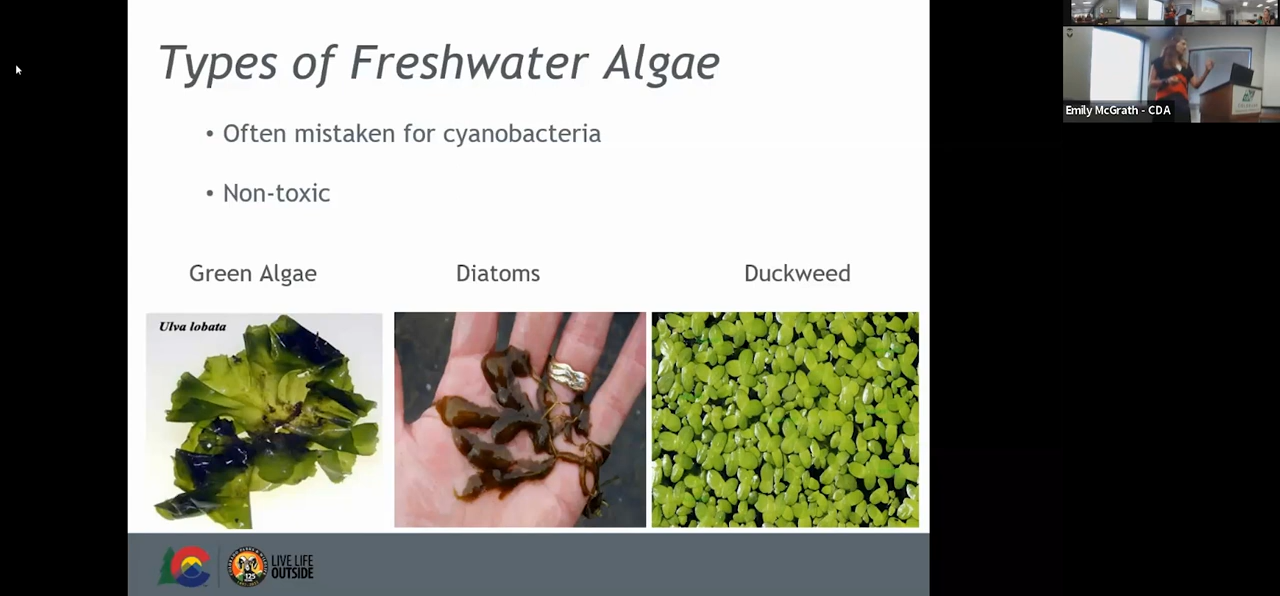 Types of Freshwater Algae
• Often mistaken for cyanobacteria
• Non-toxic
Green Algae
Diatoms
Duckweed
Ulva lobata
125
LIVE LIFE
OUTSIDE
Emily McGrath - CDA